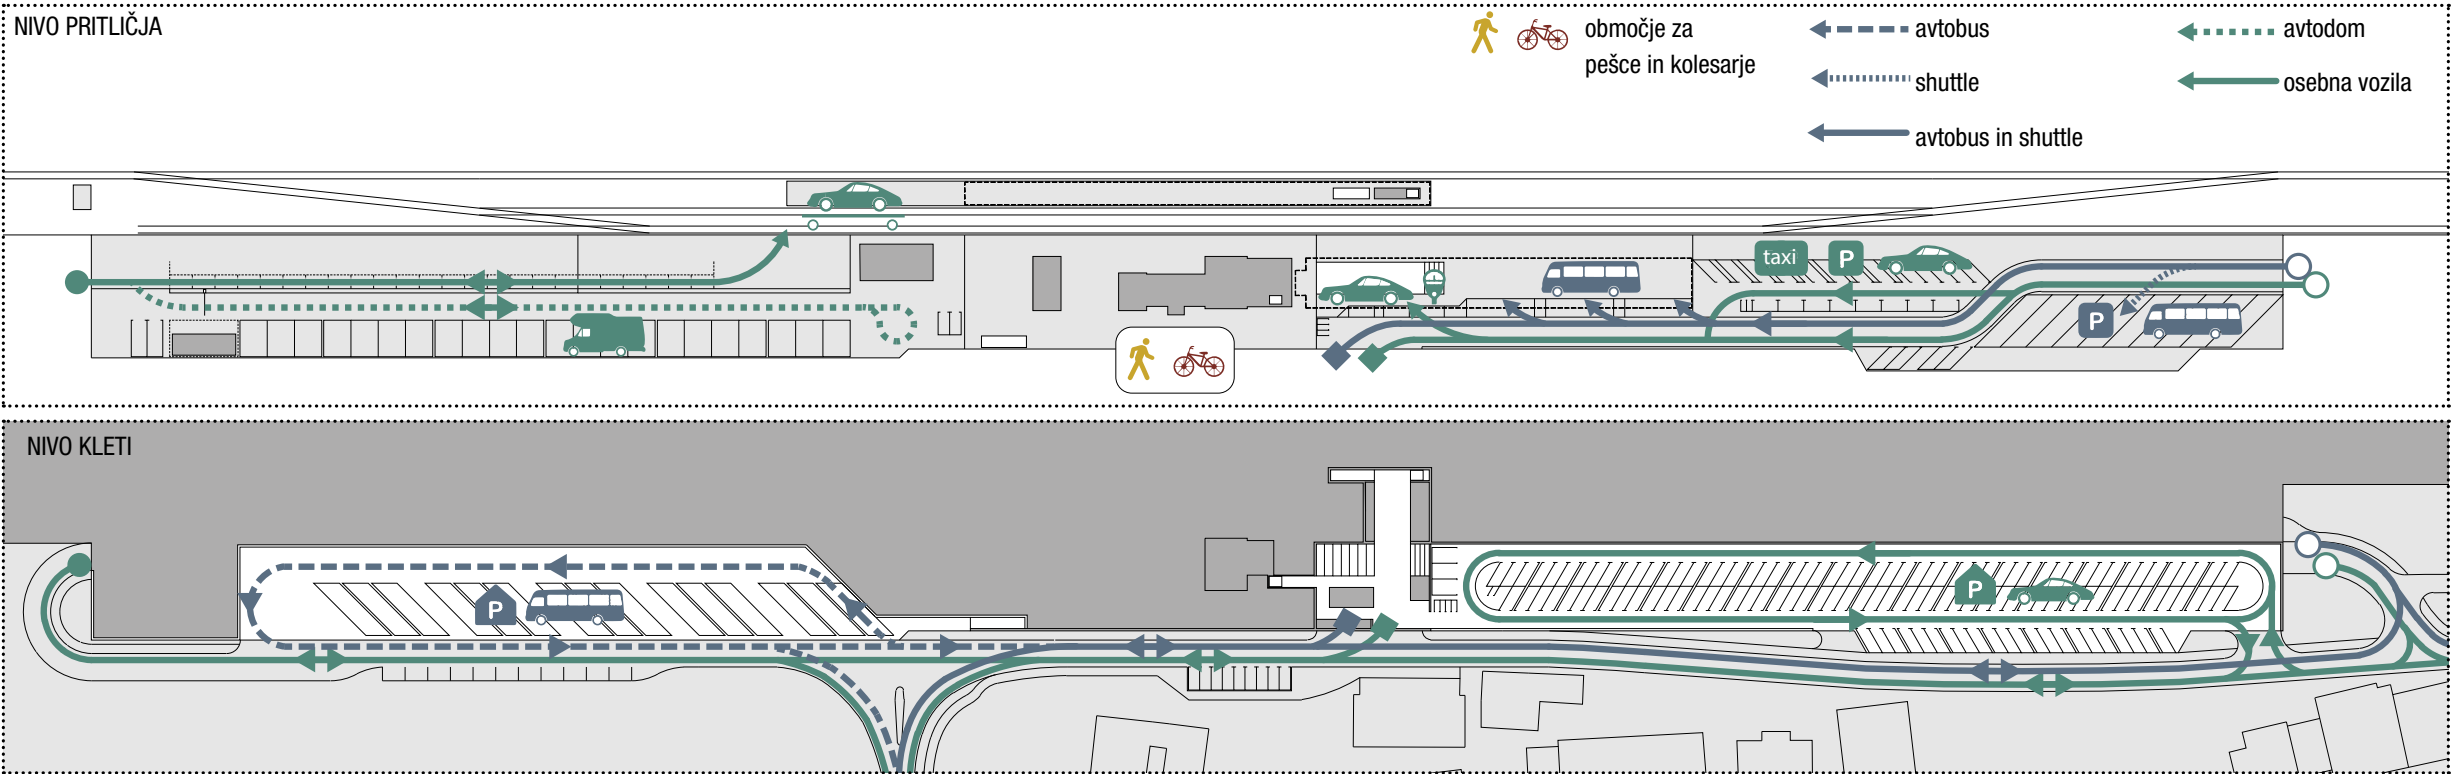 NIVO PRITLIČJA
območje za
pešce in kolesarje
avtobus
shuttle
avtobus in shuttle
avtodom
osebna vozila
taxi
P
P
NIVO KLETI
P
P